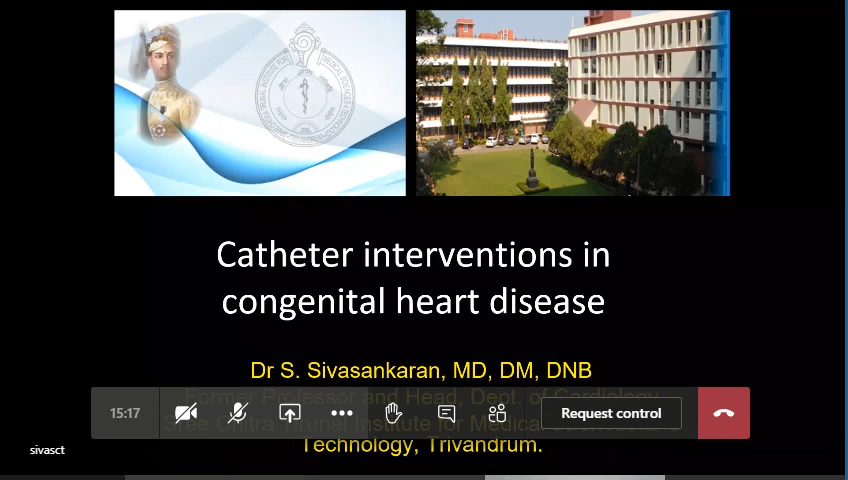 Catheter interventions in
congenital heart disease
Dr S. Sivasankaran, MD, DM, DNB
Former Professor and Head, Dept. of Cardiology
Sree Chitra Tirunal Institute for Medical Sciences and
Technology, Trivandrum.
15:17
Request control
sivasct